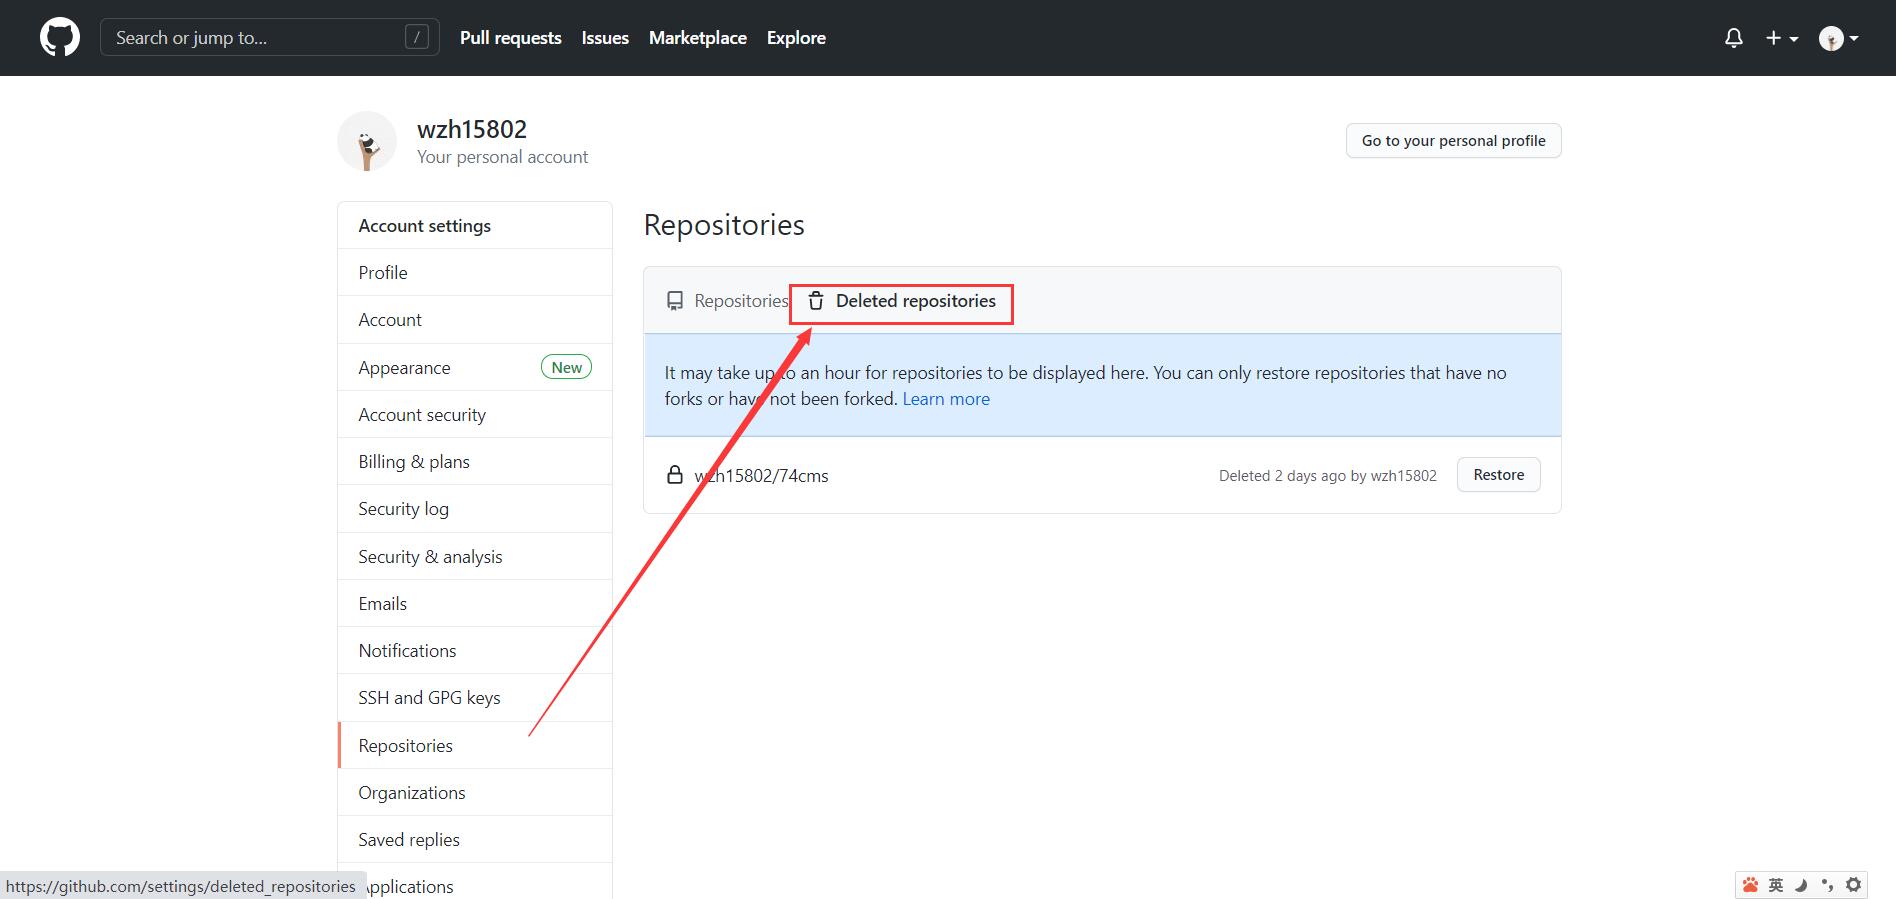 Search or jump to...
/
Pull requests
Issues
Marketplace
Explore
wzh15802
Your personal account
Go to your personal profile
Account settings
Profile
Account
Appearance
New
Account security
Billing & plans
Security log
Security & analysis
Emails
Notifications
SSH and GPG keys
Repositories
Organizations
Saved replies
Applications
Repositories
Repositories
Deleted repositories
It may take up to an hour for repositories to be displayed here. You can only restore repositories that have no
forks or have not been forked. Learn more
wzh15802/74cms
Deleted 2 days ago by wzh15802
Restore
https://github.com/settings/deleted_repositories
英